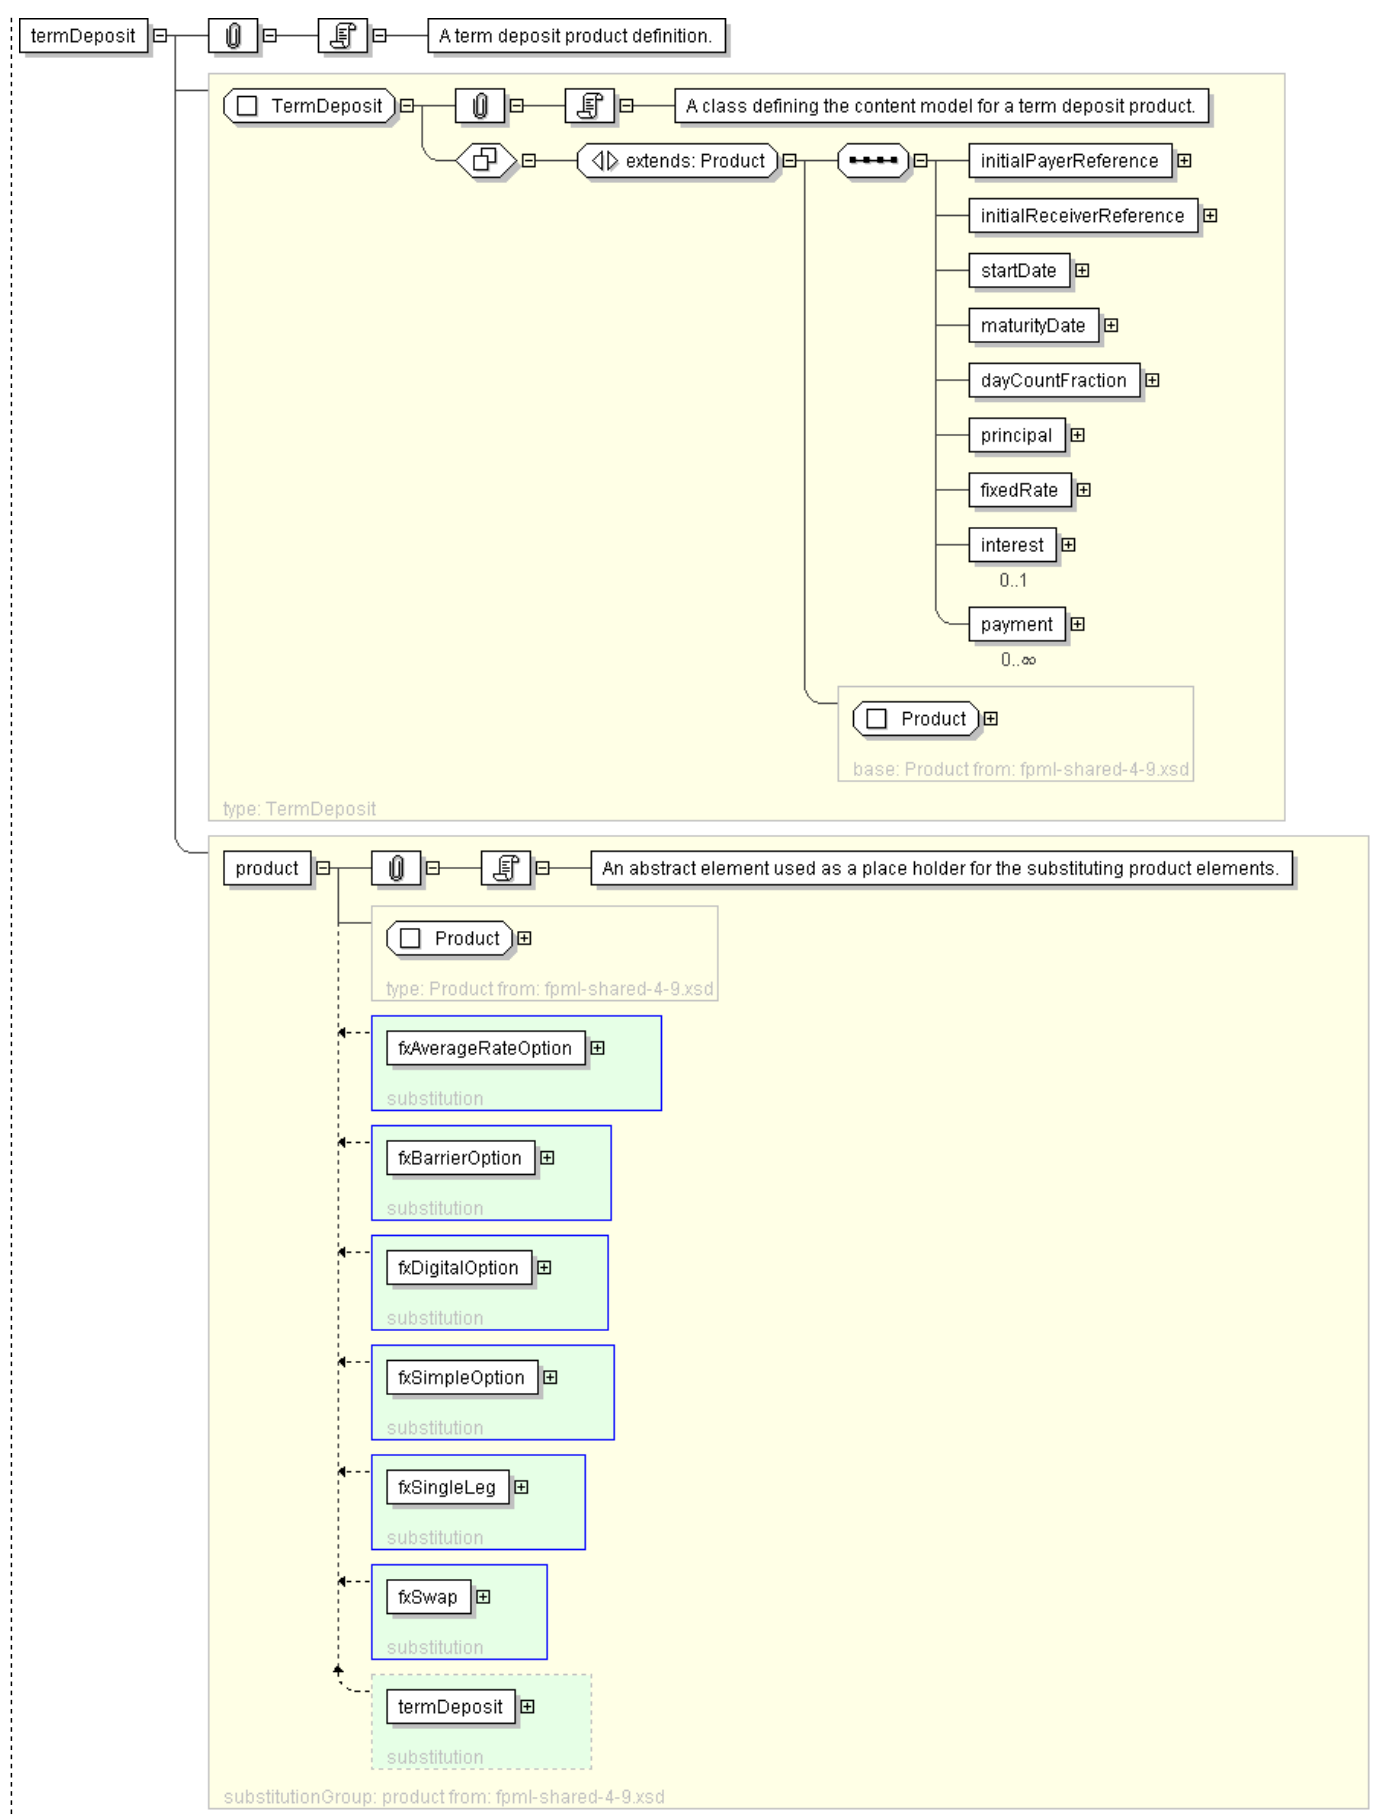 termDeposit
A term deposit product definition.
TermDeposit
A class defining the content model for a term deposit product.
extends: Product
initialPayerReference
initialReceiverReference
startDate
maturityDate
dayCountFraction
principal
fixedRate
interest
0..1
payment
0..∞
Product
base: Product from: fpml-shared-4-9.xsd
type: TermDeposit
product
An abstract element used as a place holder for the substituting product elements.
Product
type: Product from: fpml-shared-4-9.xsd
fxAverageRateOption
substitution
fxBarrierOption
substitution
fxDigitalOption
substitution
fxSimpleOption
substitution
fxSingleLeg
substitution
fxSwap
substitution
termDeposit
substitution
substitutionGroup: product from: fpml-shared-4-9.xsd